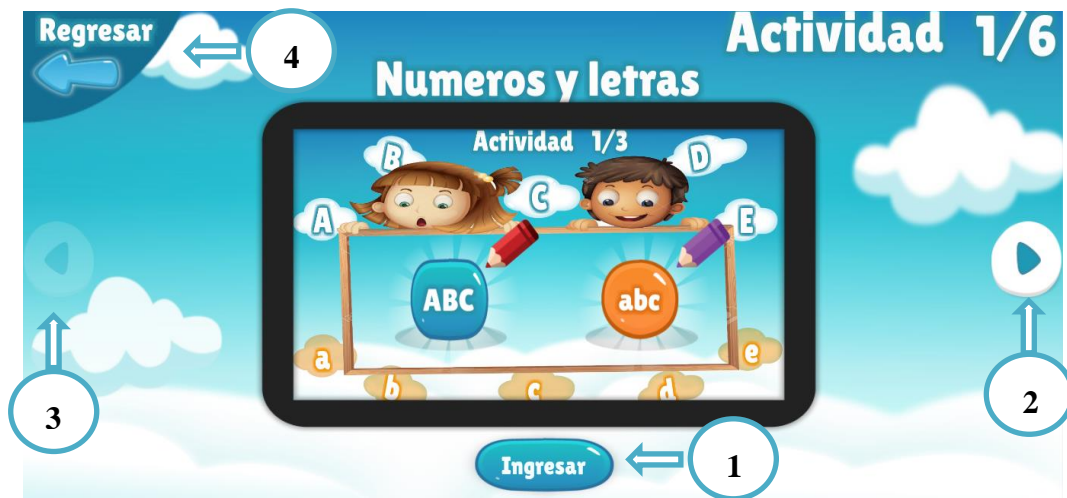 Regresar
4
Actividad 1/6
Numeros y letras
Actividad 1/3
B
D
A
C
E
ABC
abc
a
e
b
c
d
3
2
Ingresar
1